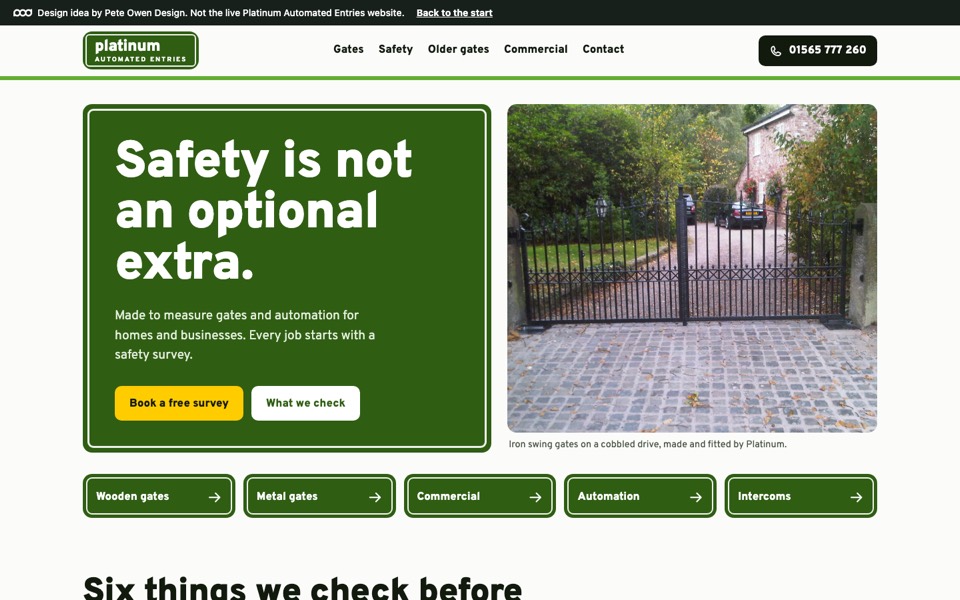 Design idea by Pete Owen Design. Not the live Platinum Automated Entries website. Back to the start
platinum
AUTOMATED ENTRIES
Gates Safety Older gates Commercial Contact
01565 777 260
Safety is not
an optional
extra.
Made to measure gates and automation for
homes and businesses. Every job starts with a
safety survey.
Book a free survey
What we check
Iron swing gates on a cobbled drive, made and fitted by Platinum.
Wooden gates
Metal gates
Commercial
Automation
Intercoms
Six things we check before